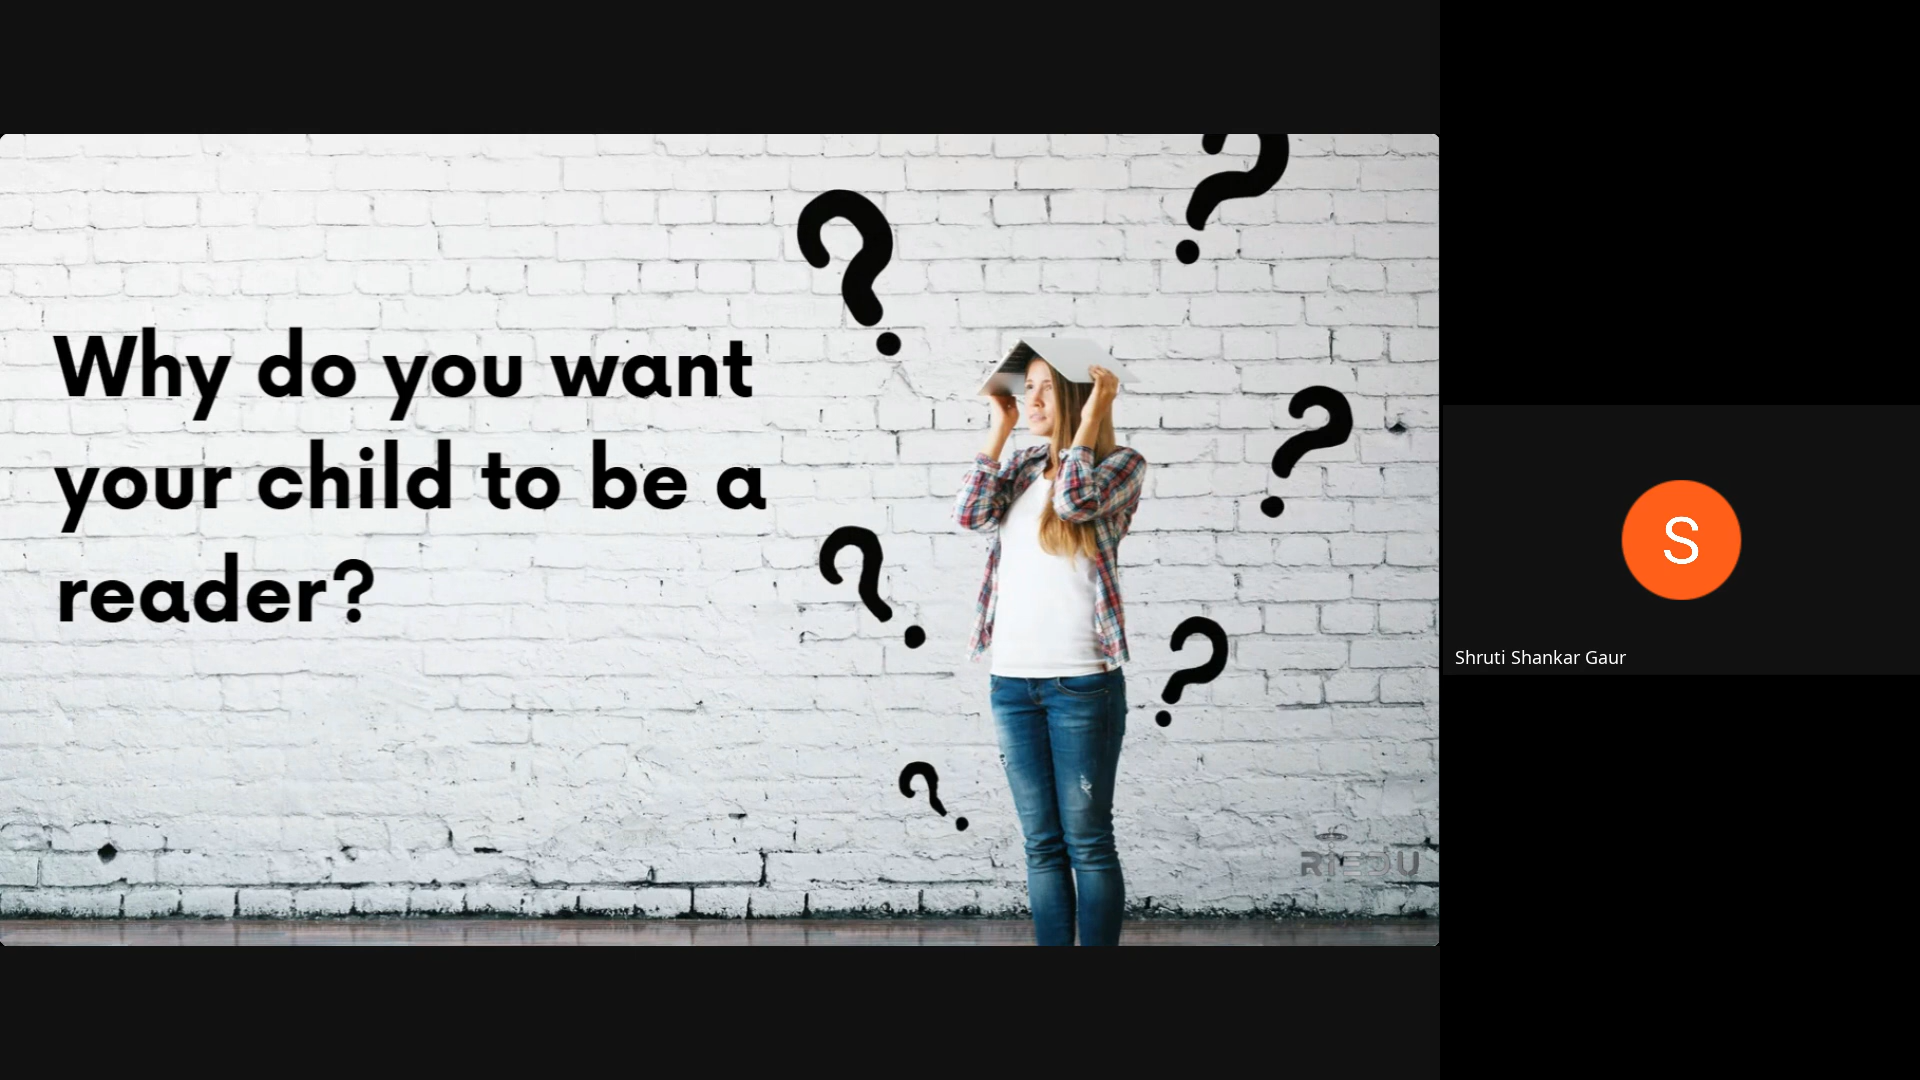 Why do you want
your child to be a
reader?
RIEDU
S
Shruti Shankar Gaur